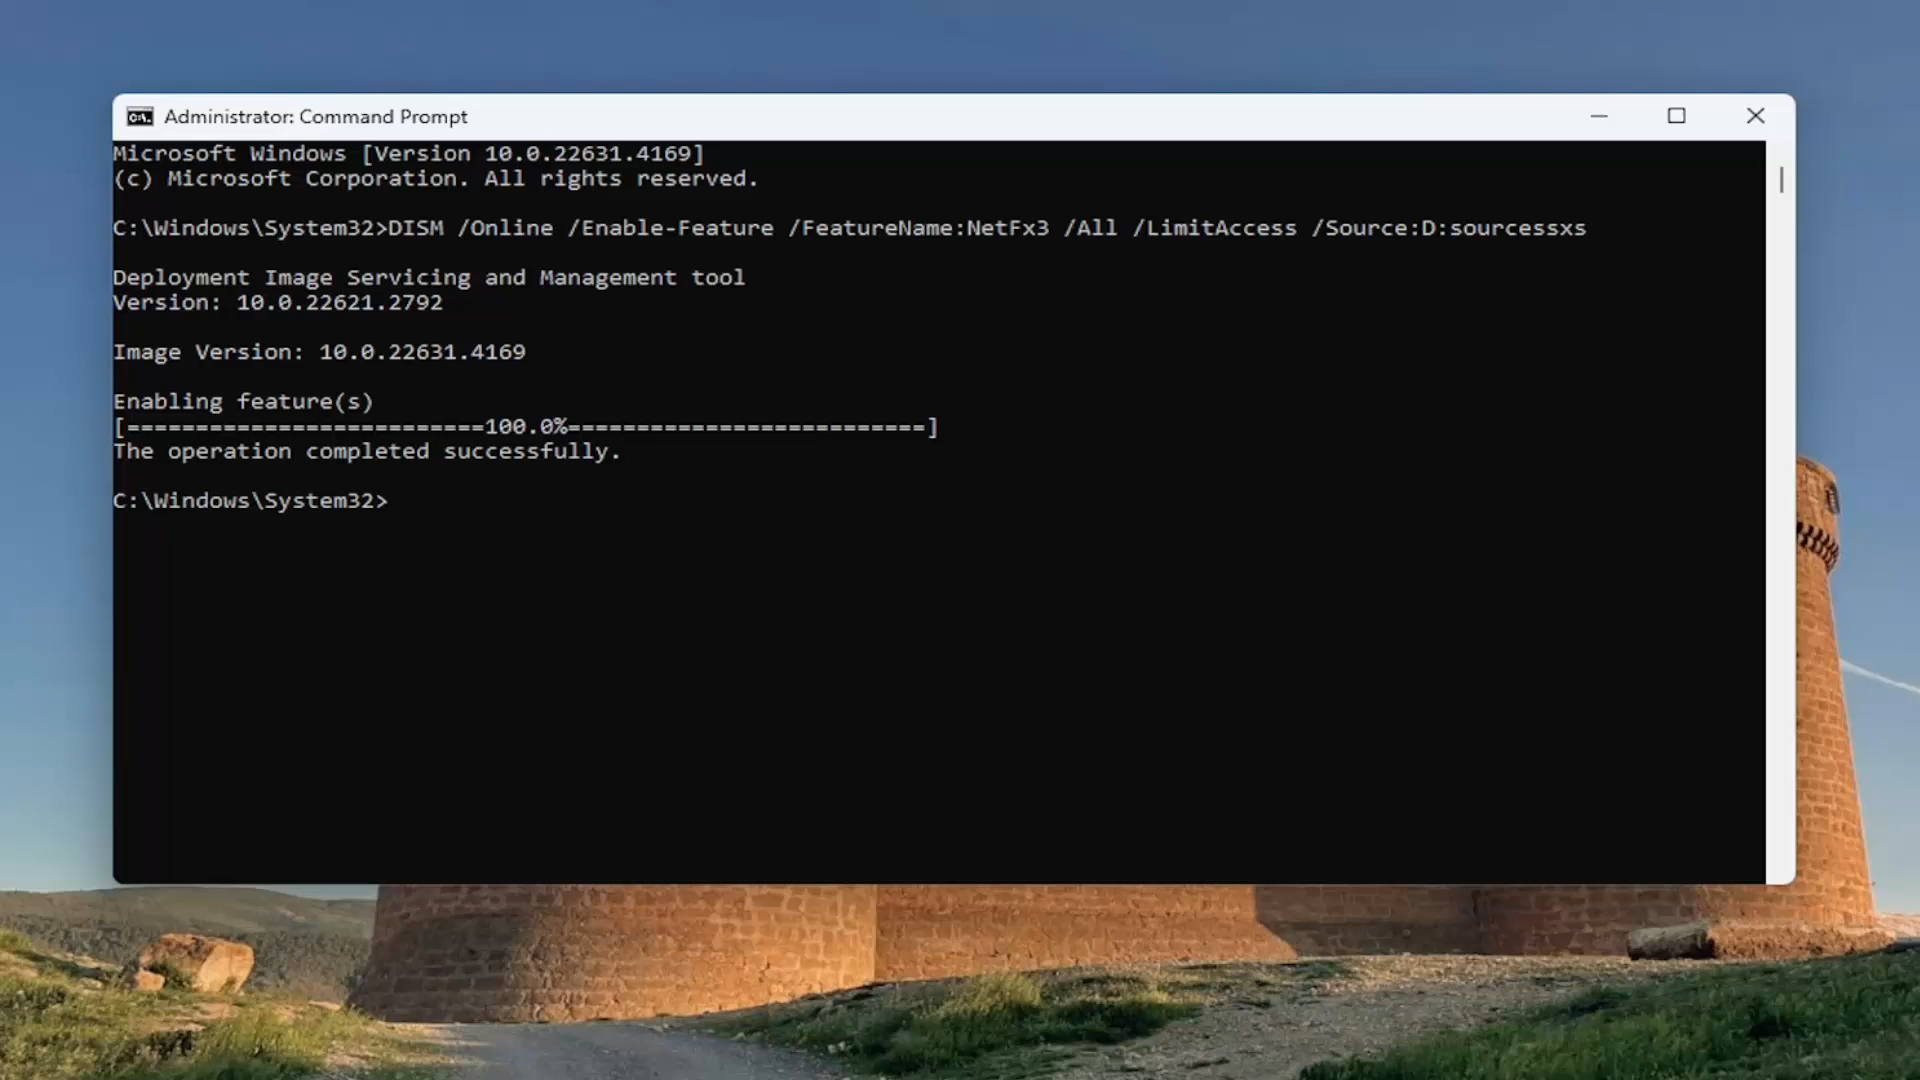 Administrator: Command Prompt
Microsoft Windows [Version 10.0.22631.4169]
(c) Microsoft Corporation. All rights reserved.
C:\Windows\System32>DISM /Online /Enable-Feature /FeatureName:NetFx3 /All /LimitAccess /Source:D:sourcessxs
Deployment Image Servicing and Management tool
Version: 10.0.22621.2792
Image Version: 10.0.22631.4169
Enabling feature(s)
[==========================100.0%==========================]
The operation completed successfully.
C:\Windows\System32>